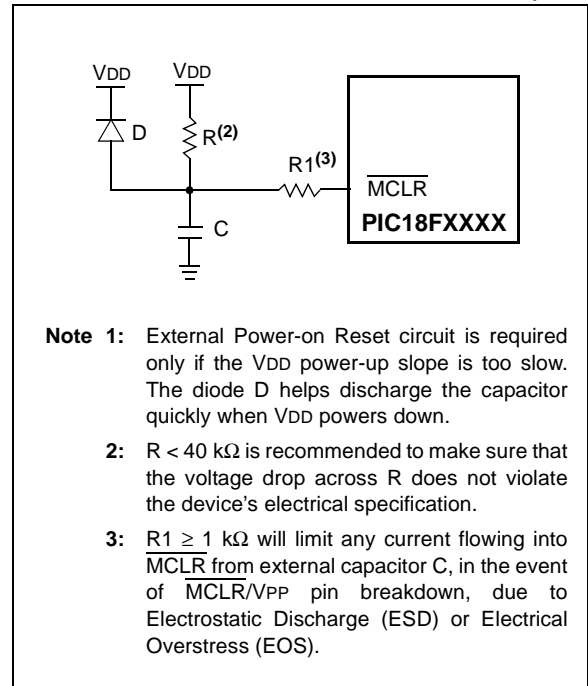 VDD VDD
D
R(2)
R1(3)
MCLR
C
PIC18FXXXX
Note 1: External Power-on Reset circuit is required
only if the VDD power-up slope is too slow.
The diode D helps discharge the capacitor
quickly when VDD powers down.
2: R < 40 kΩ is recommended to make sure that
the voltage drop across R does not violate
the device's electrical specification.
3: R1 ≥ 1 kΩ will limit any current flowing into
MCLR from external capacitor C, in the event
of MCLR/VPP pin breakdown, due to
Electrostatic Discharge (ESD) or Electrical
Overstress (EOS).